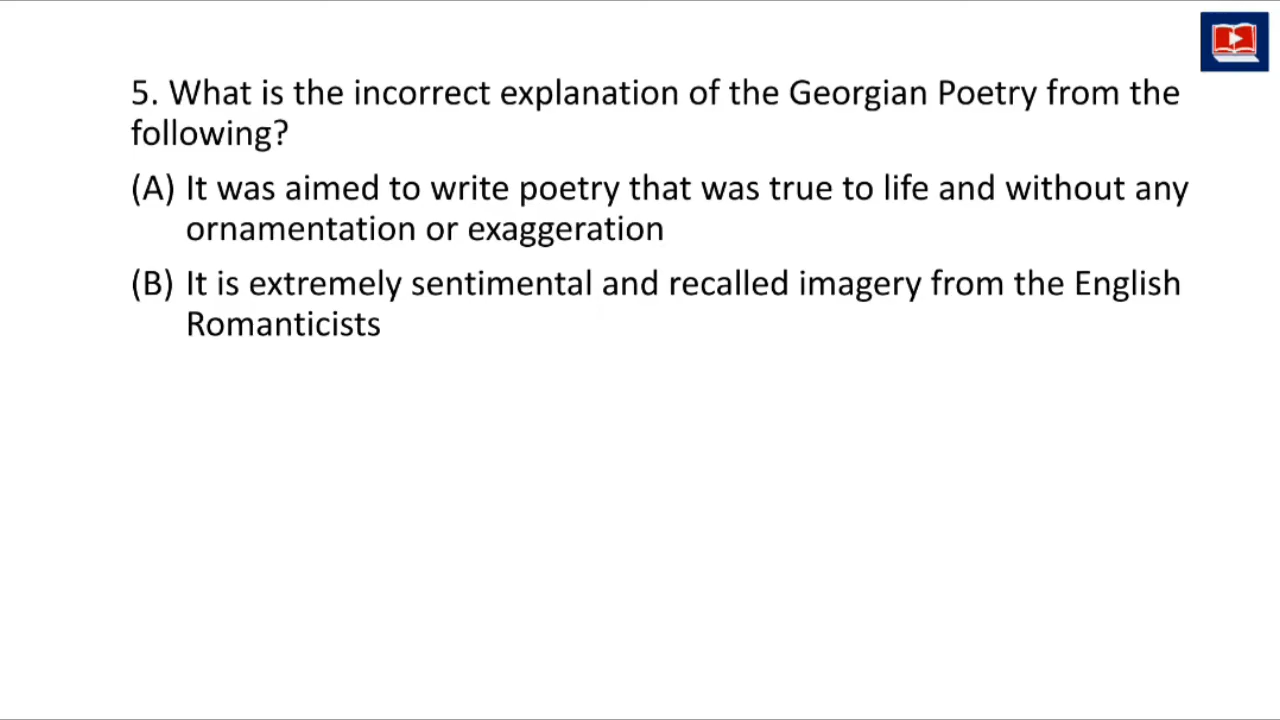 5. What is the incorrect explanation of the Georgian Poetry from the
following?
(A) It was aimed to write poetry that was true to life and without any
ornamentation or exaggeration
(B) It is extremely sentimental and recalled imagery from the English
Romanticists